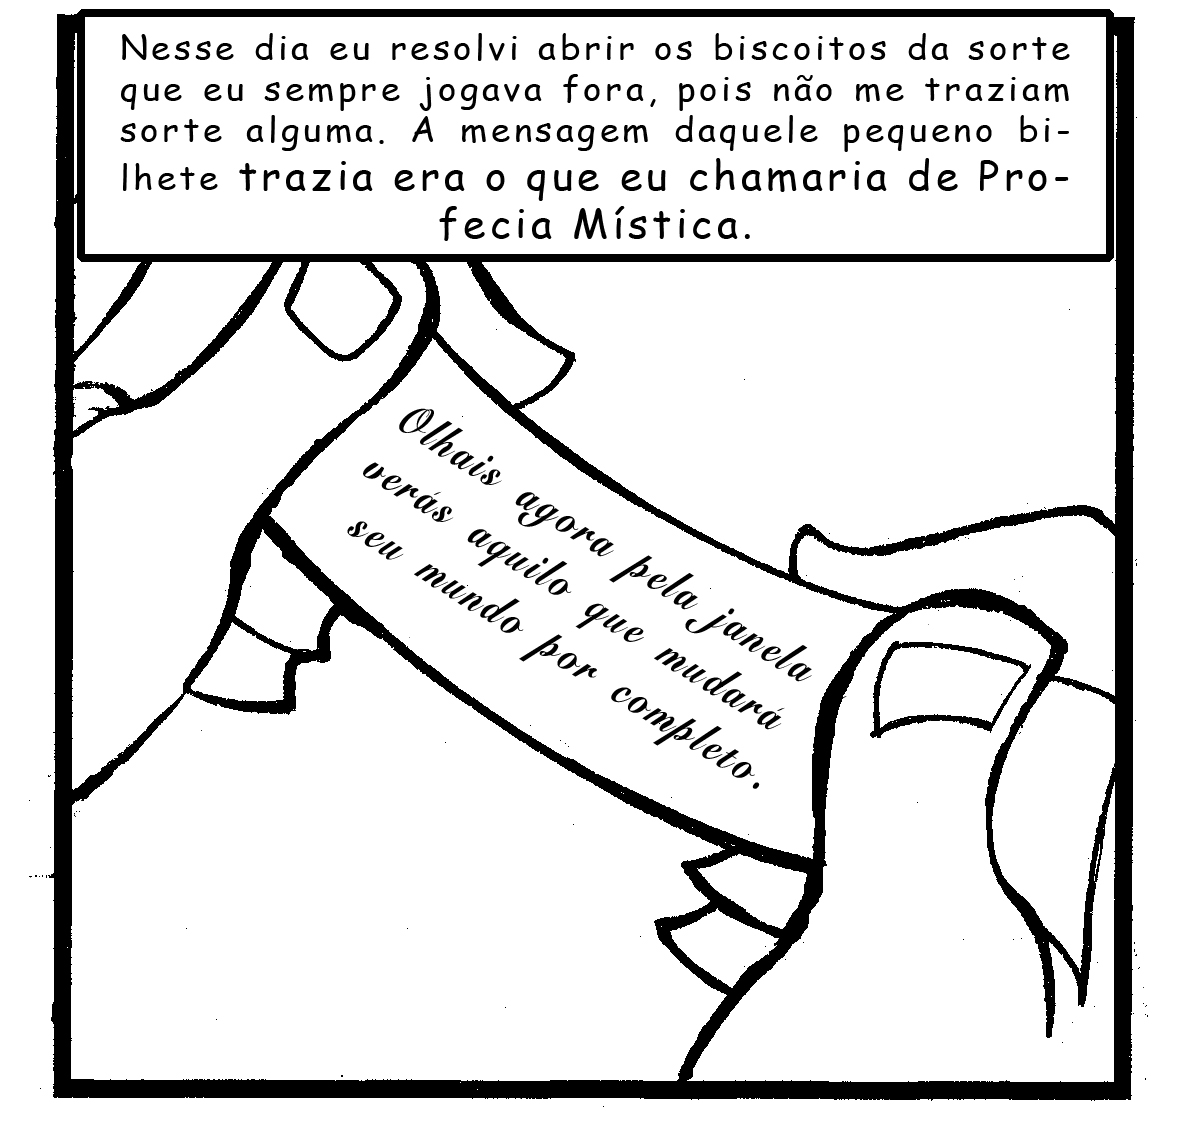 Nesse dia eu resolvi abrir os biscoitos da sorte
que eu sempre jogava fora, pois não me traziam
sorte alguma. A mensagem daquele pequeno bi-
lhete trazia era o que eu chamaria de Pro-
fecia Mística.
Olhais agora pela janela
verás aquilo que mudará
seu mundo por completo.